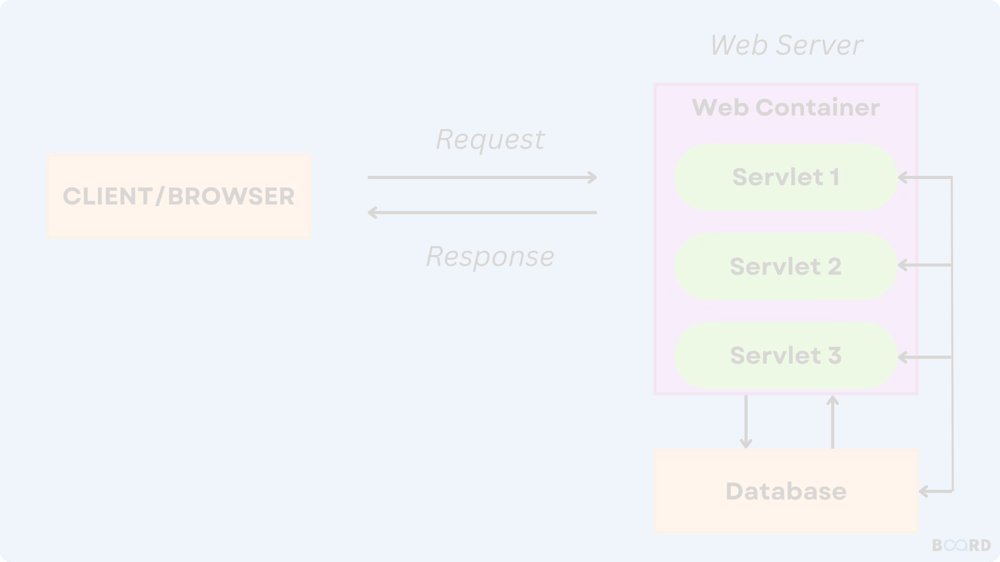 Web Server
Web Container
Request
Servlet 1
CLIENT/BROWSER
Response
Servlet 2
Servlet 3
Database
BOARD